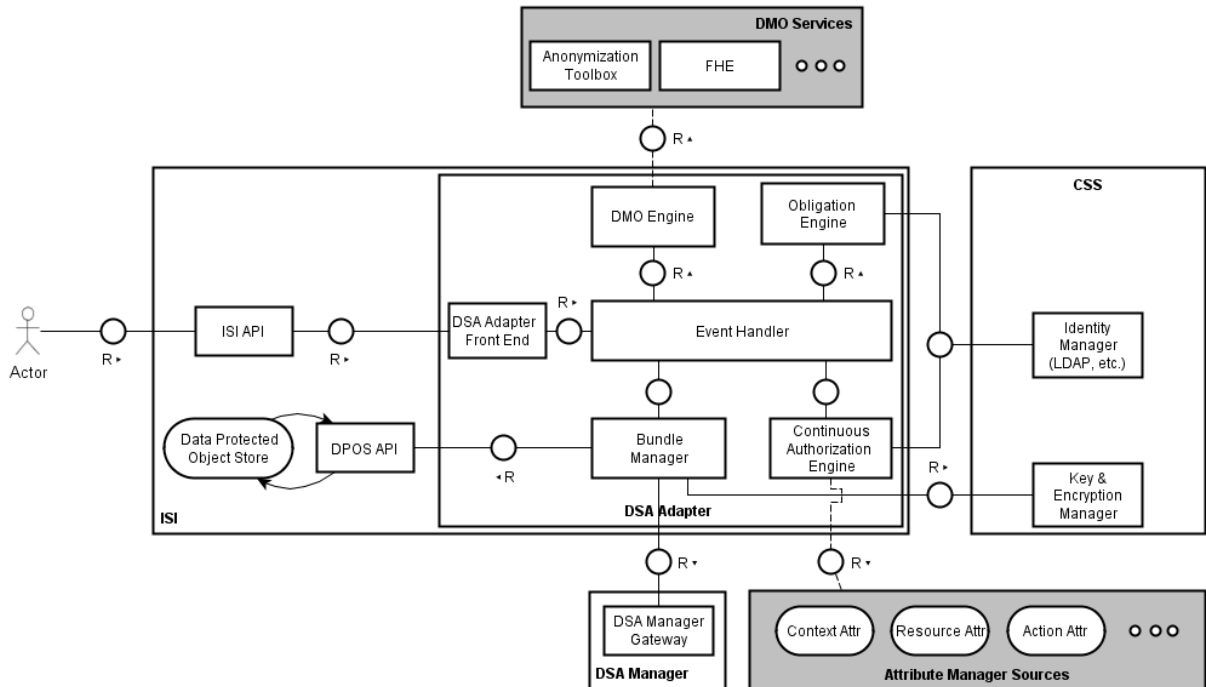 DMO Services
Anonymization
Toolbox
FHE
R
CSS
DMO Engine
Obligation
Engine
R
R
R
ISI API
DSA Adapter
Front End
Event Handler
Identity
Manager
(LDAP, etc.)
R
R
Actor
Data Protected
Object Store
DPOS API
Bundle
Manager
Continuous
Authorization
Engine
R
R
Key &
Encryption
Manager
ISI
DSA Adapter
R
R
DSA Manager
Gateway
Context Attr
Resource Attr
Action Attr
DSA Manager
Attribute Manager Sources